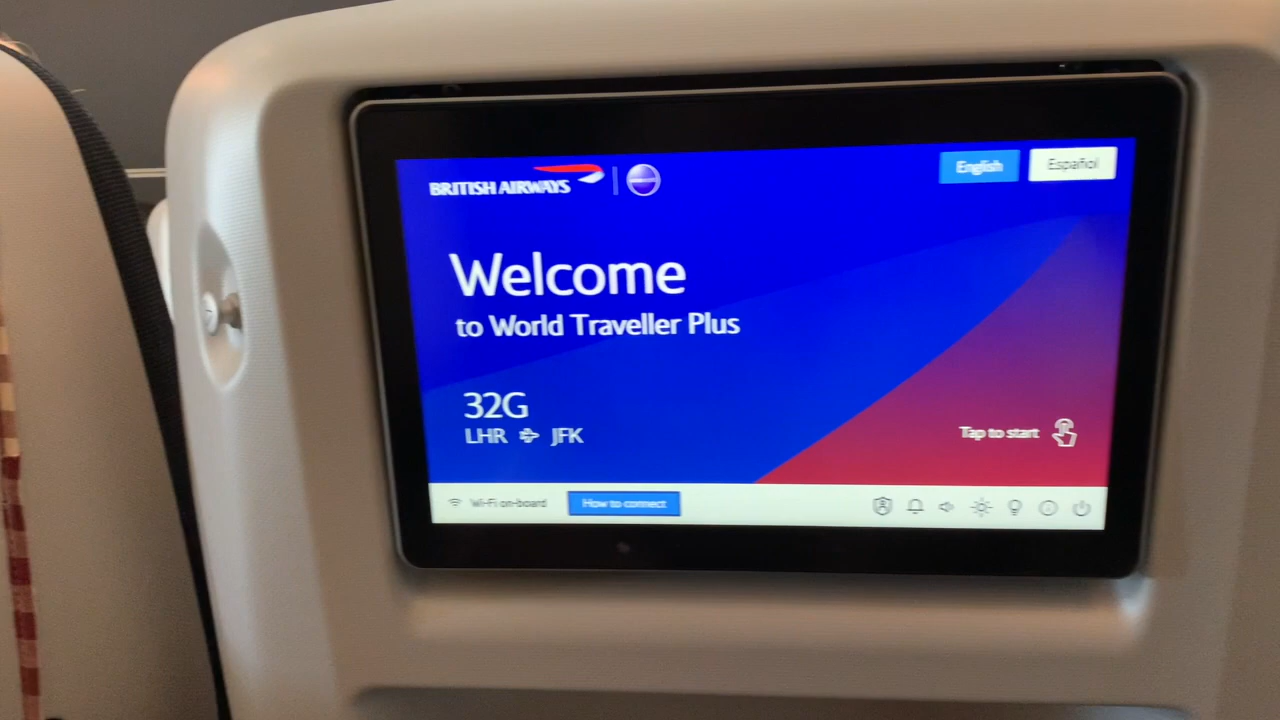 BRITISH AIRWAYS
English
Español
Welcome
to World Traveller Plus
32G
LHR JFK
Tap to start
Wi-Fi on-board
How to connect